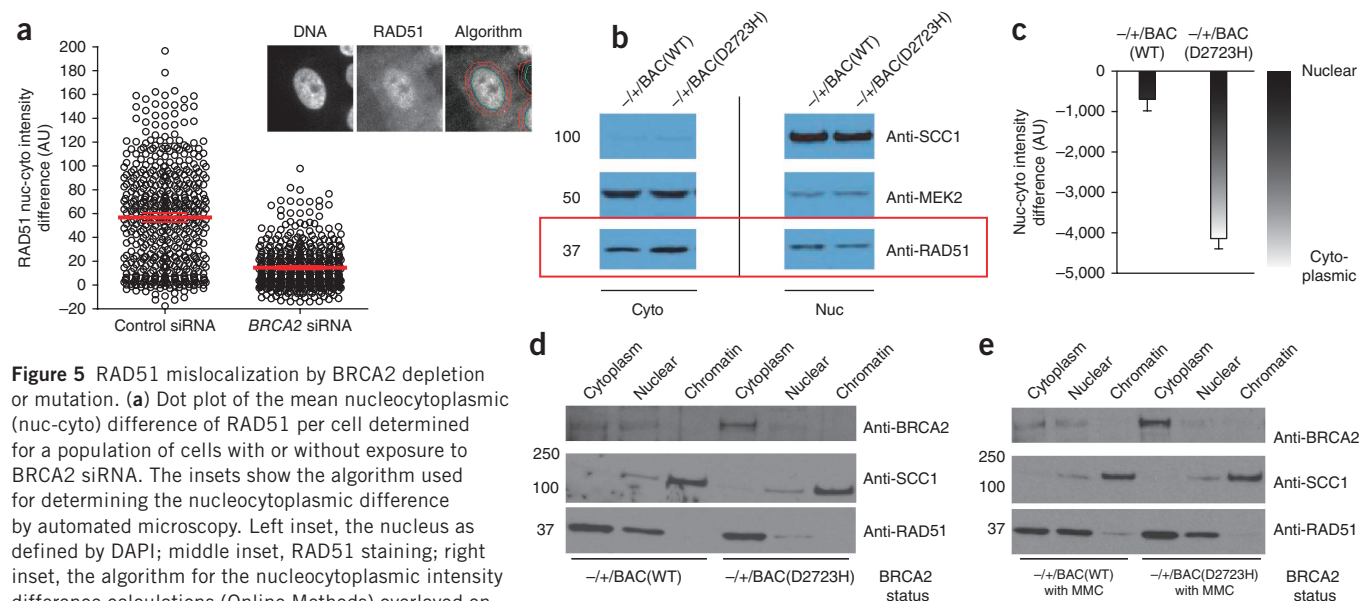 a
DNA RAD51 Algorithm
RAD51 nuc-cyto intensity
difference (AU)
200
180
160
140
120
100
80
60
40
20
0
–20
Control siRNA BRCA2 siRNA
b
–/+/BAC(WT) –/+/BAC(D2723H) –/+/BAC(WT) –/+/BAC(D2723H)
100 Anti-SCC1
50 Anti-MEK2
37 Anti-RAD51
Cyto Nuc
c
–/+/BAC –/+/BAC
(WT) (D2723H)
Nuc-cyto intensity
difference (AU)
0
–1,000
–2,000
–3,000
–4,000
–5,000
Nuclear
Cyto-
plasmic
Figure 5 RAD51 mislocalization by BRCA2 depletion
or mutation. (a) Dot plot of the mean nucleocytoplasmic
(nuc-cyto) difference of RAD51 per cell determined
for a population of cells with or without exposure to
BRCA2 siRNA. The insets show the algorithm used
for determining the nucleocytoplasmic difference
by automated microscopy. Left inset, the nucleus as
defined by DAPI; middle inset, RAD51 staining; right
inset, the algorithm for the nucleocytoplasmic intensity
difference calculations (Online Methods) overlayed on
d
Cytoplasm Nuclear Chromatin Cytoplasm Nuclear Chromatin
Anti-BRCA2
250
100 Anti-SCC1
37 Anti-RAD51
–/+/BAC(WT) –/+/BAC(D2723H) BRCA2
status
e
Cytoplasm Nuclear Chromatin Cytoplasm Nuclear Chromatin
Anti-BRCA2
250
100 Anti-SCC1
37 Anti-RAD51
–/+/BAC(WT) –/+/BAC(D2723H) BRCA2
with MMC with MMC status